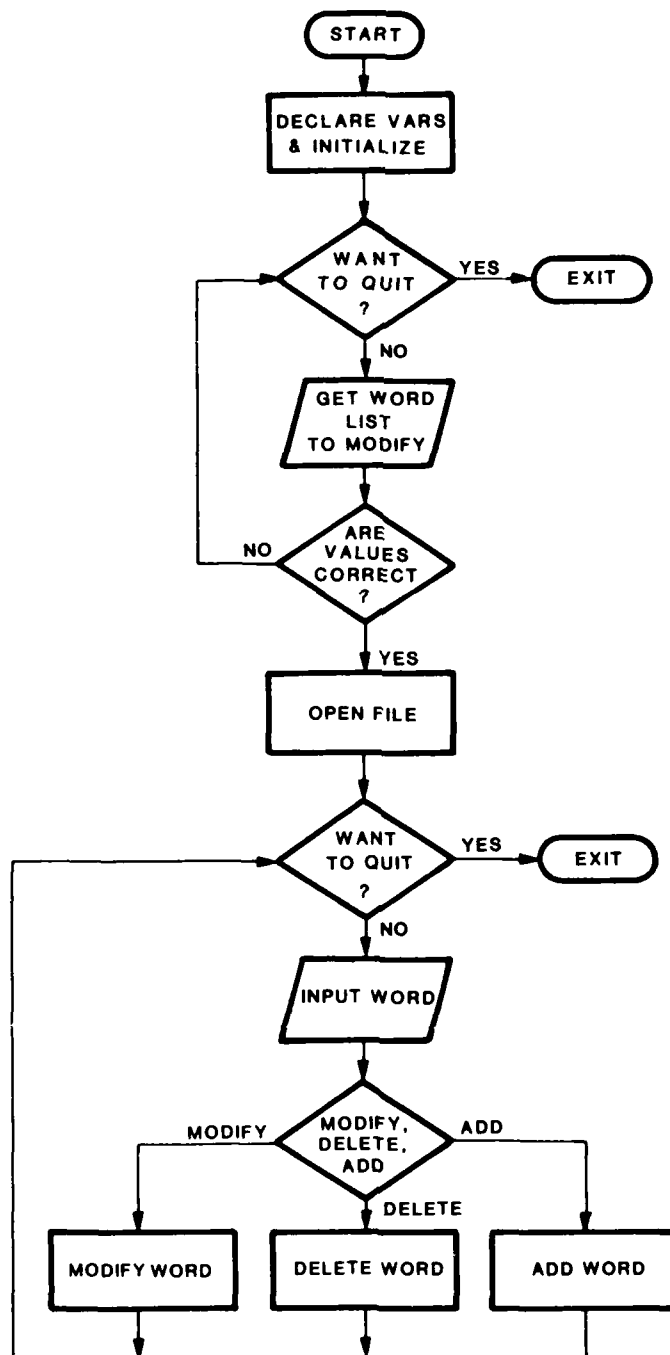 START
DECLARE VARS
& INITIALIZE
WANT
TO QUIT
?
YES
EXIT
NO
GET WORD
LIST
TO MODIFY
ARE
VALUES
CORRECT
?
NO
YES
OPEN FILE
WANT
TO QUIT
?
YES
EXIT
NO
INPUT WORD
MODIFY,
DELETE,
ADD
MODIFY
ADD
DELETE
MODIFY WORD
DELETE WORD
ADD WORD